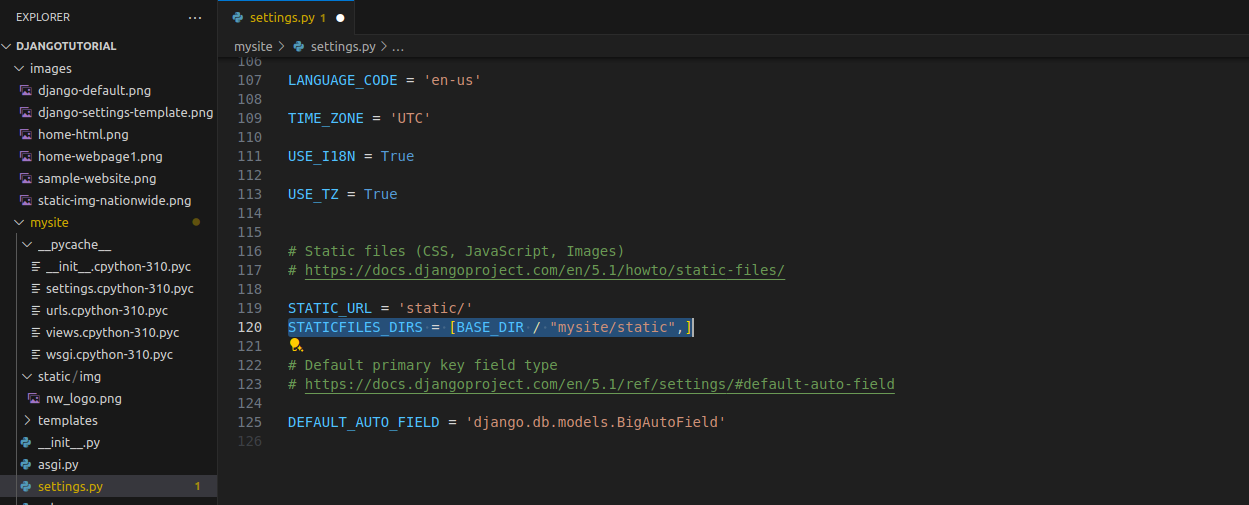 EXPLORER
DJANGOTUTORIAL
images
django-default.png
django-settings-template.png
home-html.png
home-webpage1.png
sample-website.png
static-img-nationwide.png
mysite
__pycache__
__init__.cpython-310.pyc
settings.cpython-310.pyc
urls.cpython-310.pyc
views.cpython-310.pyc
wsgi.cpython-310.pyc
static/img
nw_logo.png
templates
__init__.py
asgi.py
settings.py 1
settings.py 1
mysite > settings.py > ...
106
107 LANGUAGE_CODE = 'en-us'
108
109 TIME_ZONE = 'UTC'
110
111 USE_I18N = True
112
113 USE_TZ = True
114
115
116 # Static files (CSS, JavaScript, Images)
117 # https://docs.djangoproject.com/en/5.1/howto/static-files/
118
119 STATIC_URL = 'static/'
120 STATICFILES_DIRS = [BASE_DIR / "mysite/static",]
121
122 # Default primary key field type
123 # https://docs.djangoproject.com/en/5.1/ref/settings/#default-auto-field
124
125 DEFAULT_AUTO_FIELD = 'django.db.models.BigAutoField'
126